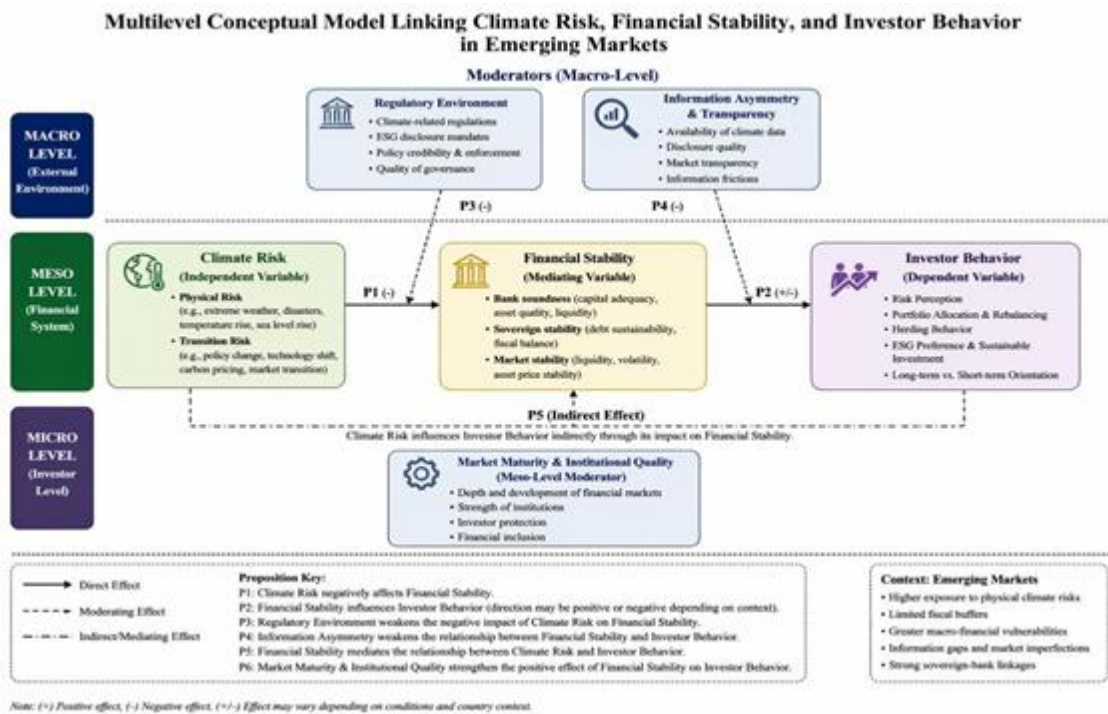 Multilevel Conceptual Model Linking Climate Risk, Financial Stability, and Investor Behavior
in Emerging Markets
Moderators (Macro-Level)
MACRO
LEVEL
(External
Environment)
Regulatory Environment
• Climate-related regulations
• ESG disclosure mandates
• Policy credibility & enforcement
• Quality of governance
Information Asymmetry
& Transparency
• Availability of climate data
• Disclosure quality
• Market transparency
• Information frictions
P3 (-)
P4 (-)
MESO
LEVEL
(Financial
System)
Climate Risk
(Independent Variable)
• Physical Risk
(e.g., extreme weather, disasters,
temperature rise, sea level rise)
• Transition Risk
(e.g., policy change, technology shift,
carbon pricing, market transition)
P1 (-)
Financial Stability
(Mediating Variable)
• Bank soundness (capital adequacy,
asset quality, liquidity)
• Sovereign stability (debt sustainability,
fiscal balance)
• Market stability (liquidity, volatility,
asset price stability)
P2 (+/-)
Investor Behavior
(Dependent Variable)
• Risk Perception
• Portfolio Allocation & Rebalancing
• Herding Behavior
• ESG Preference & Sustainable
Investment
• Long-term vs. Short-term Orientation
MICRO
LEVEL
(Investor
Level)
P5 (Indirect Effect)
Climate Risk influences Investor Behavior indirectly through its impact on Financial Stability.
Market Maturity & Institutional Quality
(Meso-Level Moderator)
• Depth and development of financial markets
• Strength of institutions
• Investor protection
• Financial inclusion
Direct Effect
Moderating Effect
Indirect/Mediating Effect
Proposition Key:
P1: Climate Risk negatively affects Financial Stability.
P2: Financial Stability influences Investor Behavior (direction may be positive or negative depending on context).
P3: Regulatory Environment weakens the negative impact of Climate Risk on Financial Stability.
P4: Information Asymmetry weakens the relationship between Financial Stability and Investor Behavior.
P5: Financial Stability mediates the relationship between Climate Risk and Investor Behavior.
P6: Market Maturity & Institutional Quality strengthen the positive effect of Financial Stability on Investor Behavior.
Context: Emerging Markets
• Higher exposure to physical climate risks
• Limited fiscal buffers
• Greater macro-financial vulnerabilities
• Information gaps and market imperfections
• Strong sovereign-bank linkages
Note: (+) Positive effect, (-) Negative effect, (+/-) Effect may vary depending on conditions and country context.